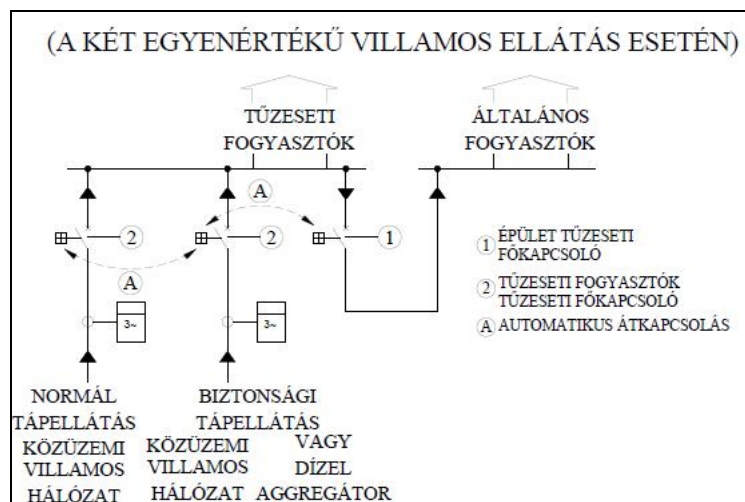 (A KÉT EGYENÉRTÉKŰ VILLAMOS ELLÁTÁS ESETÉN)
TŰZESETI
FOGYASZTÓK
ÁLTALÁNOS
FOGYASZTÓK
A
2
2
1
A
3~
3~
1 ÉPÜLET TŰZESETI
FŐKAPCSOLÓ
2 TŰZESETI FOGYASZTÓK
TŰZESETI FŐKAPCSOLÓ
A AUTOMATIKUS ÁTKAPCSOLÁS
NORMÁL
TÁPELLÁTÁS
KÖZÜZEMI
VILLAMOS
HÁLÓZAT
BIZTONSÁGI
TÁPELLÁTÁS
KÖZÜZEMI
VILLAMOS
HÁLÓZAT
VAGY
DÍZEL
AGGREGÁTOR